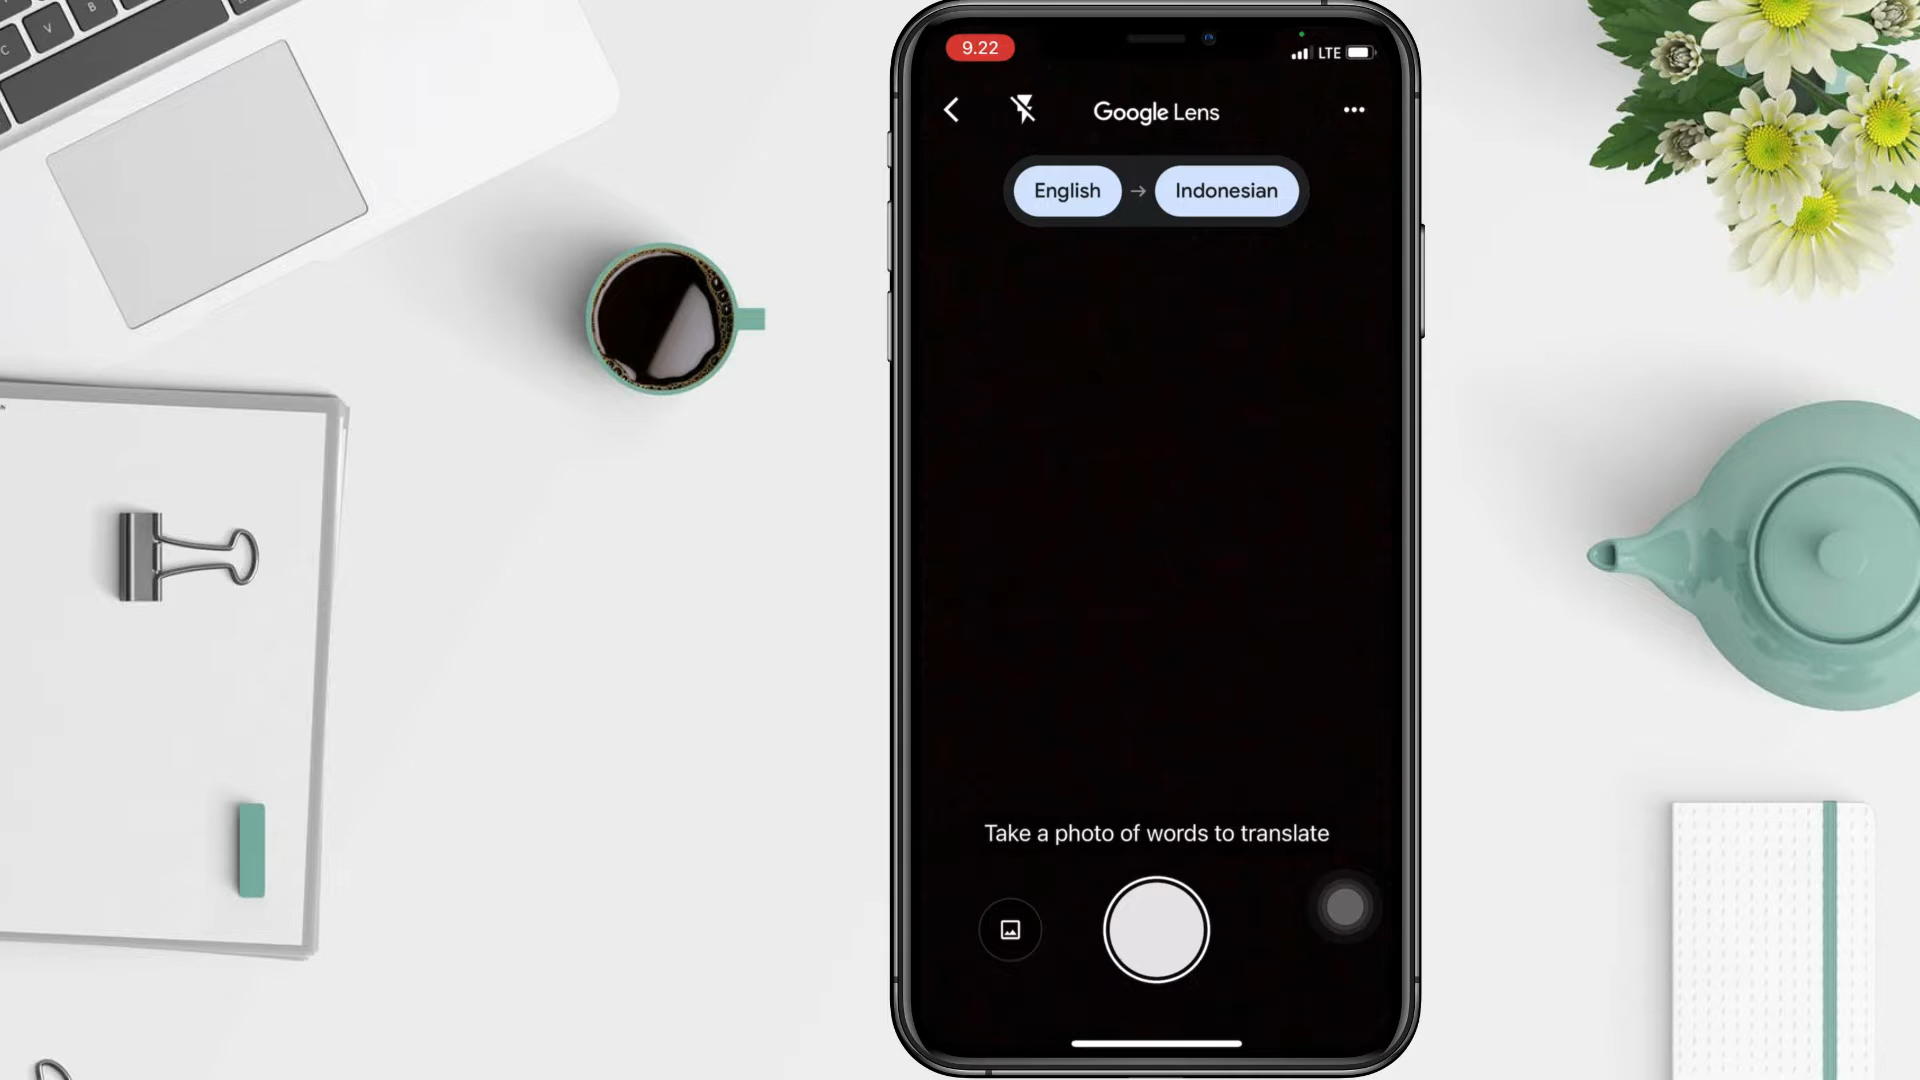 9.22
LTE
Google Lens
English → Indonesian
Take a photo of words to translate
C
V
B